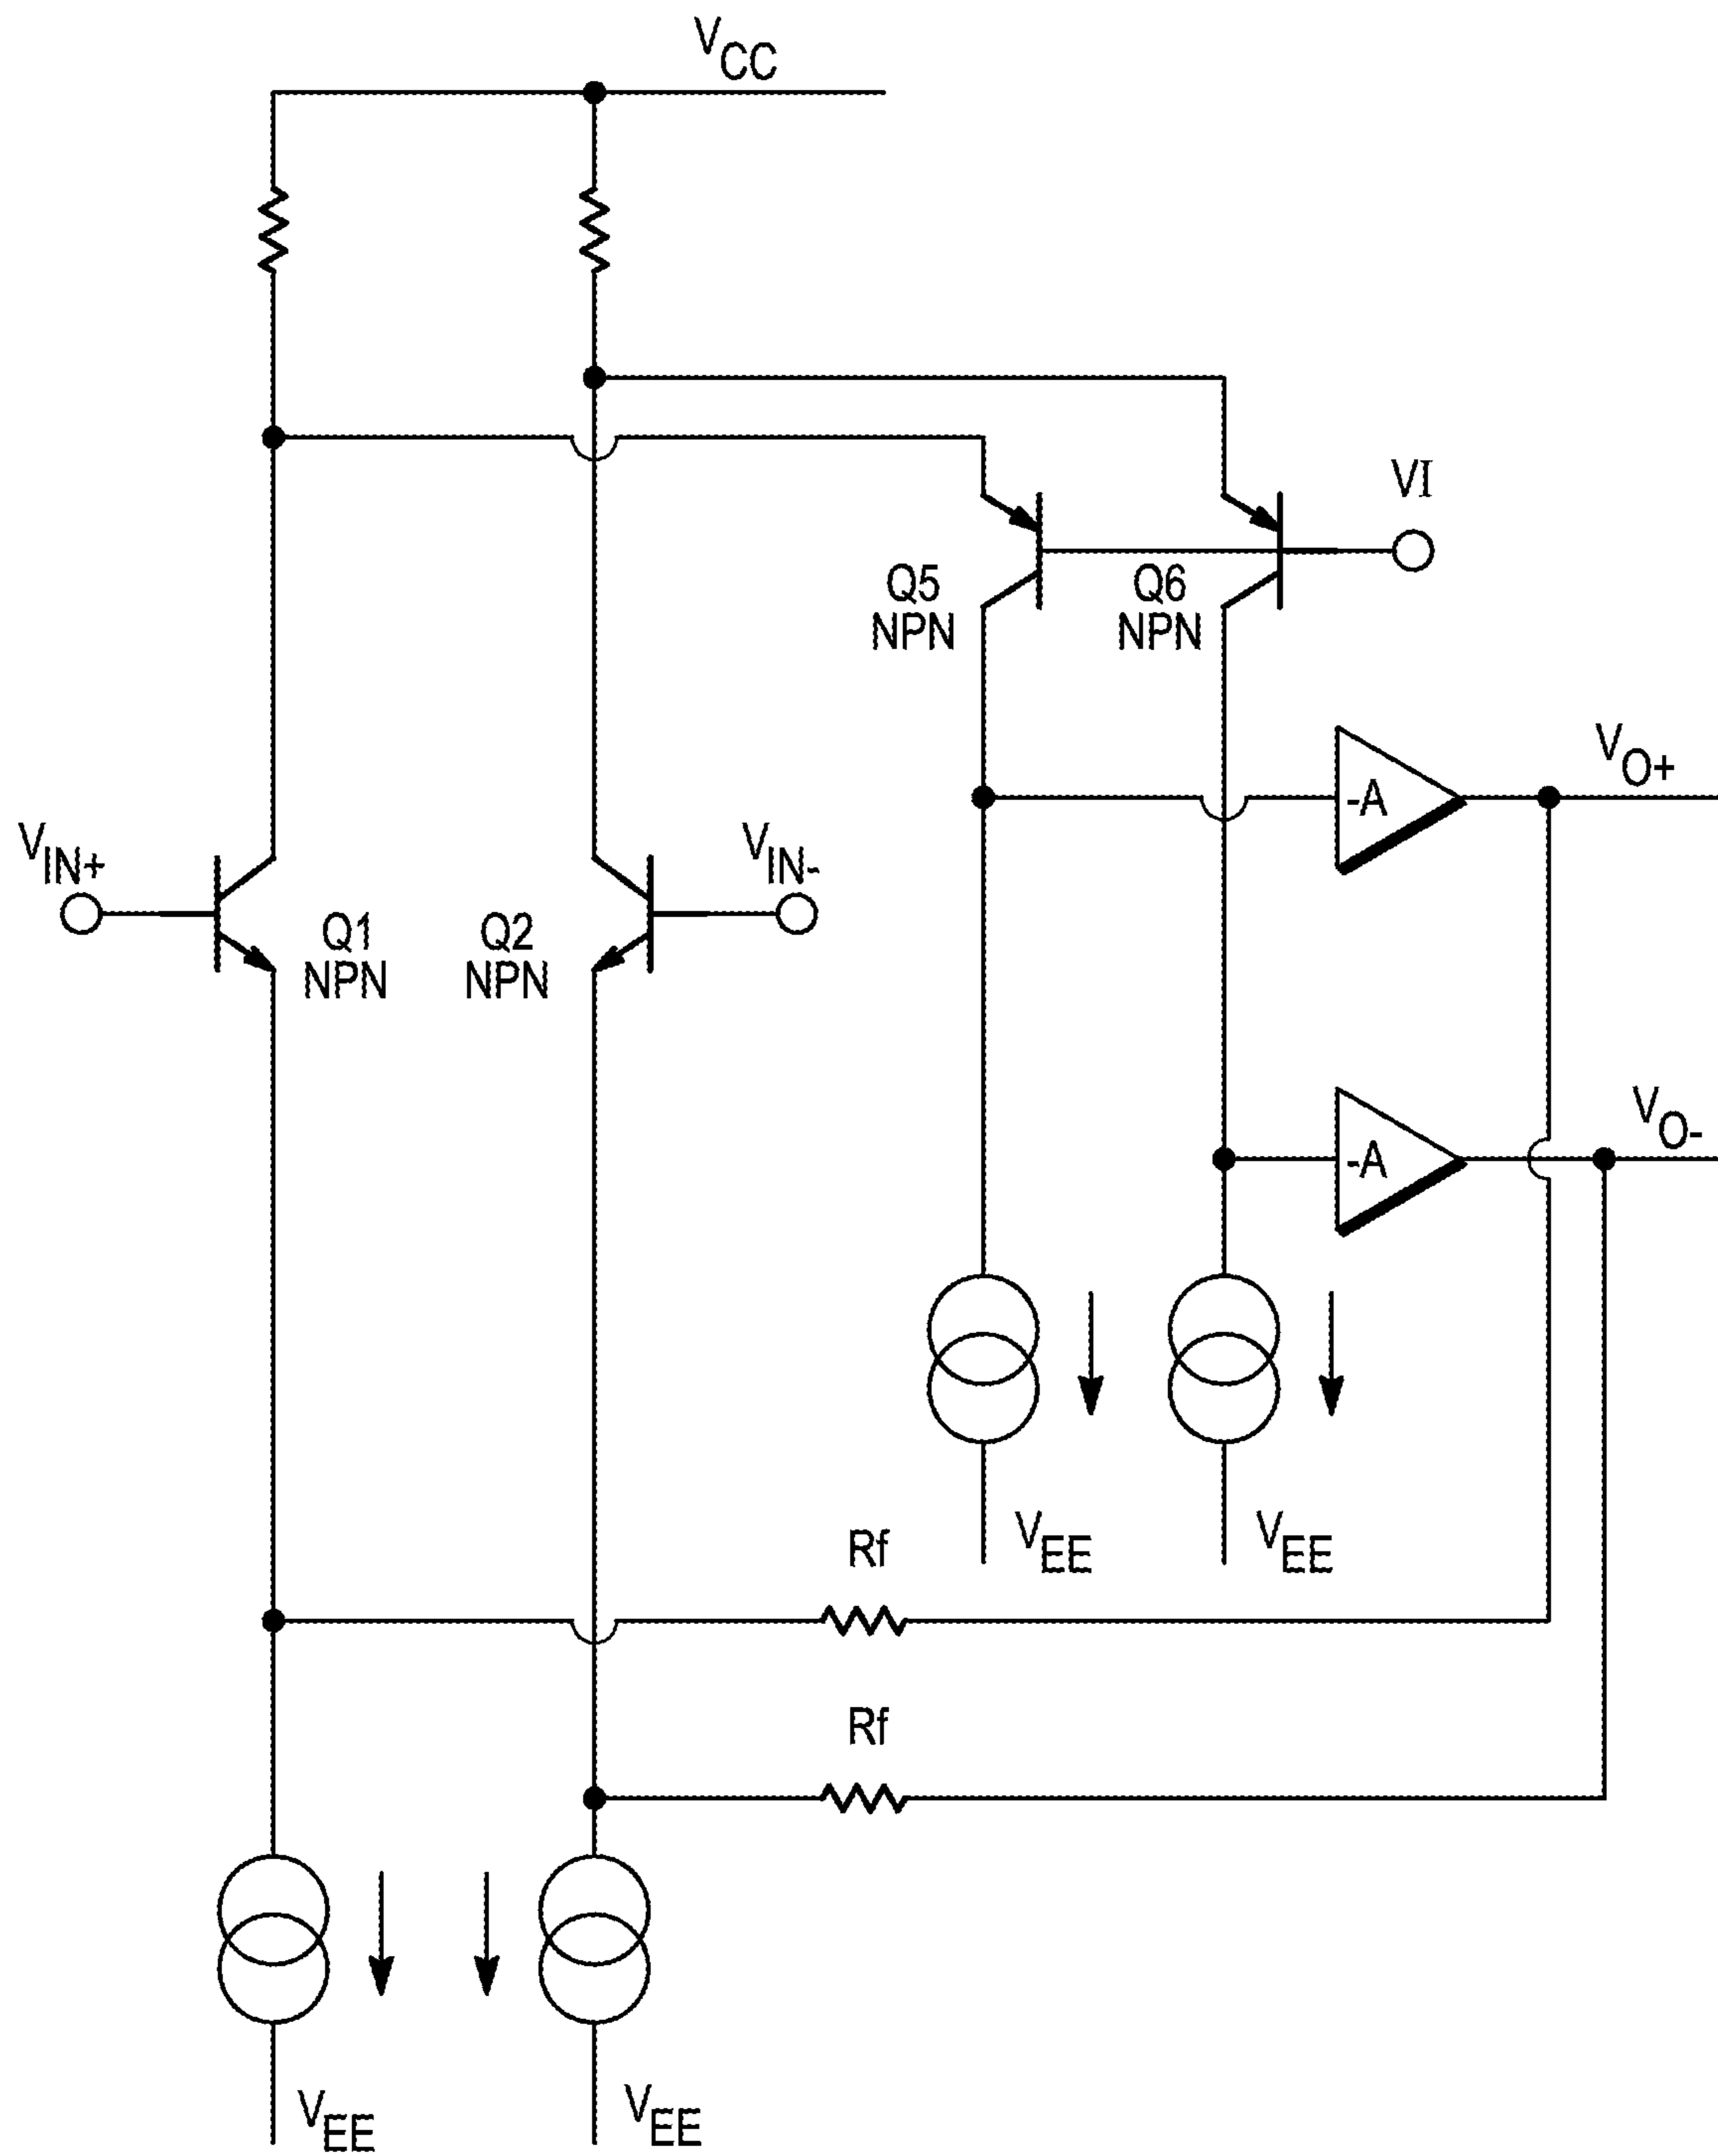 VCC
VI
Q5
NPN
Q6
NPN
-A
VO+
VIN+
VIN-
Q1
NPN
Q2
NPN
-A
VO-
VEE
VEE
Rf
Rf
VEE
VEE